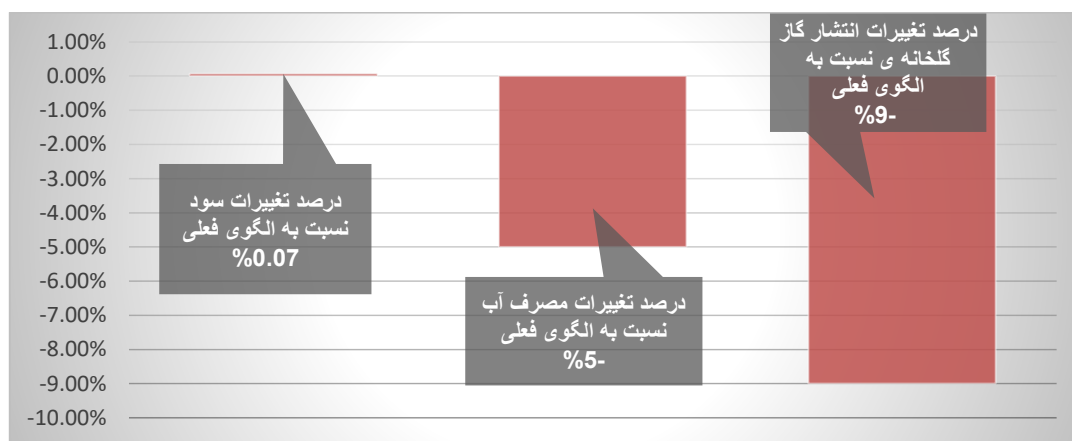 1.00%
0.00%
-1.00%
-2.00%
-3.00%
-4.00%
-5.00%
-6.00%
-7.00%
-8.00%
-9.00%
-10.00%
درصد تغییرات سود
نسبت به الگوی فعلی
%0.07
درصد تغییرات مصرف آب
نسبت به الگوی فعلی
%5-
درصد تغییرات انتشار گاز
گلخانه ی نسبت به
الگوی فعلی
%9-